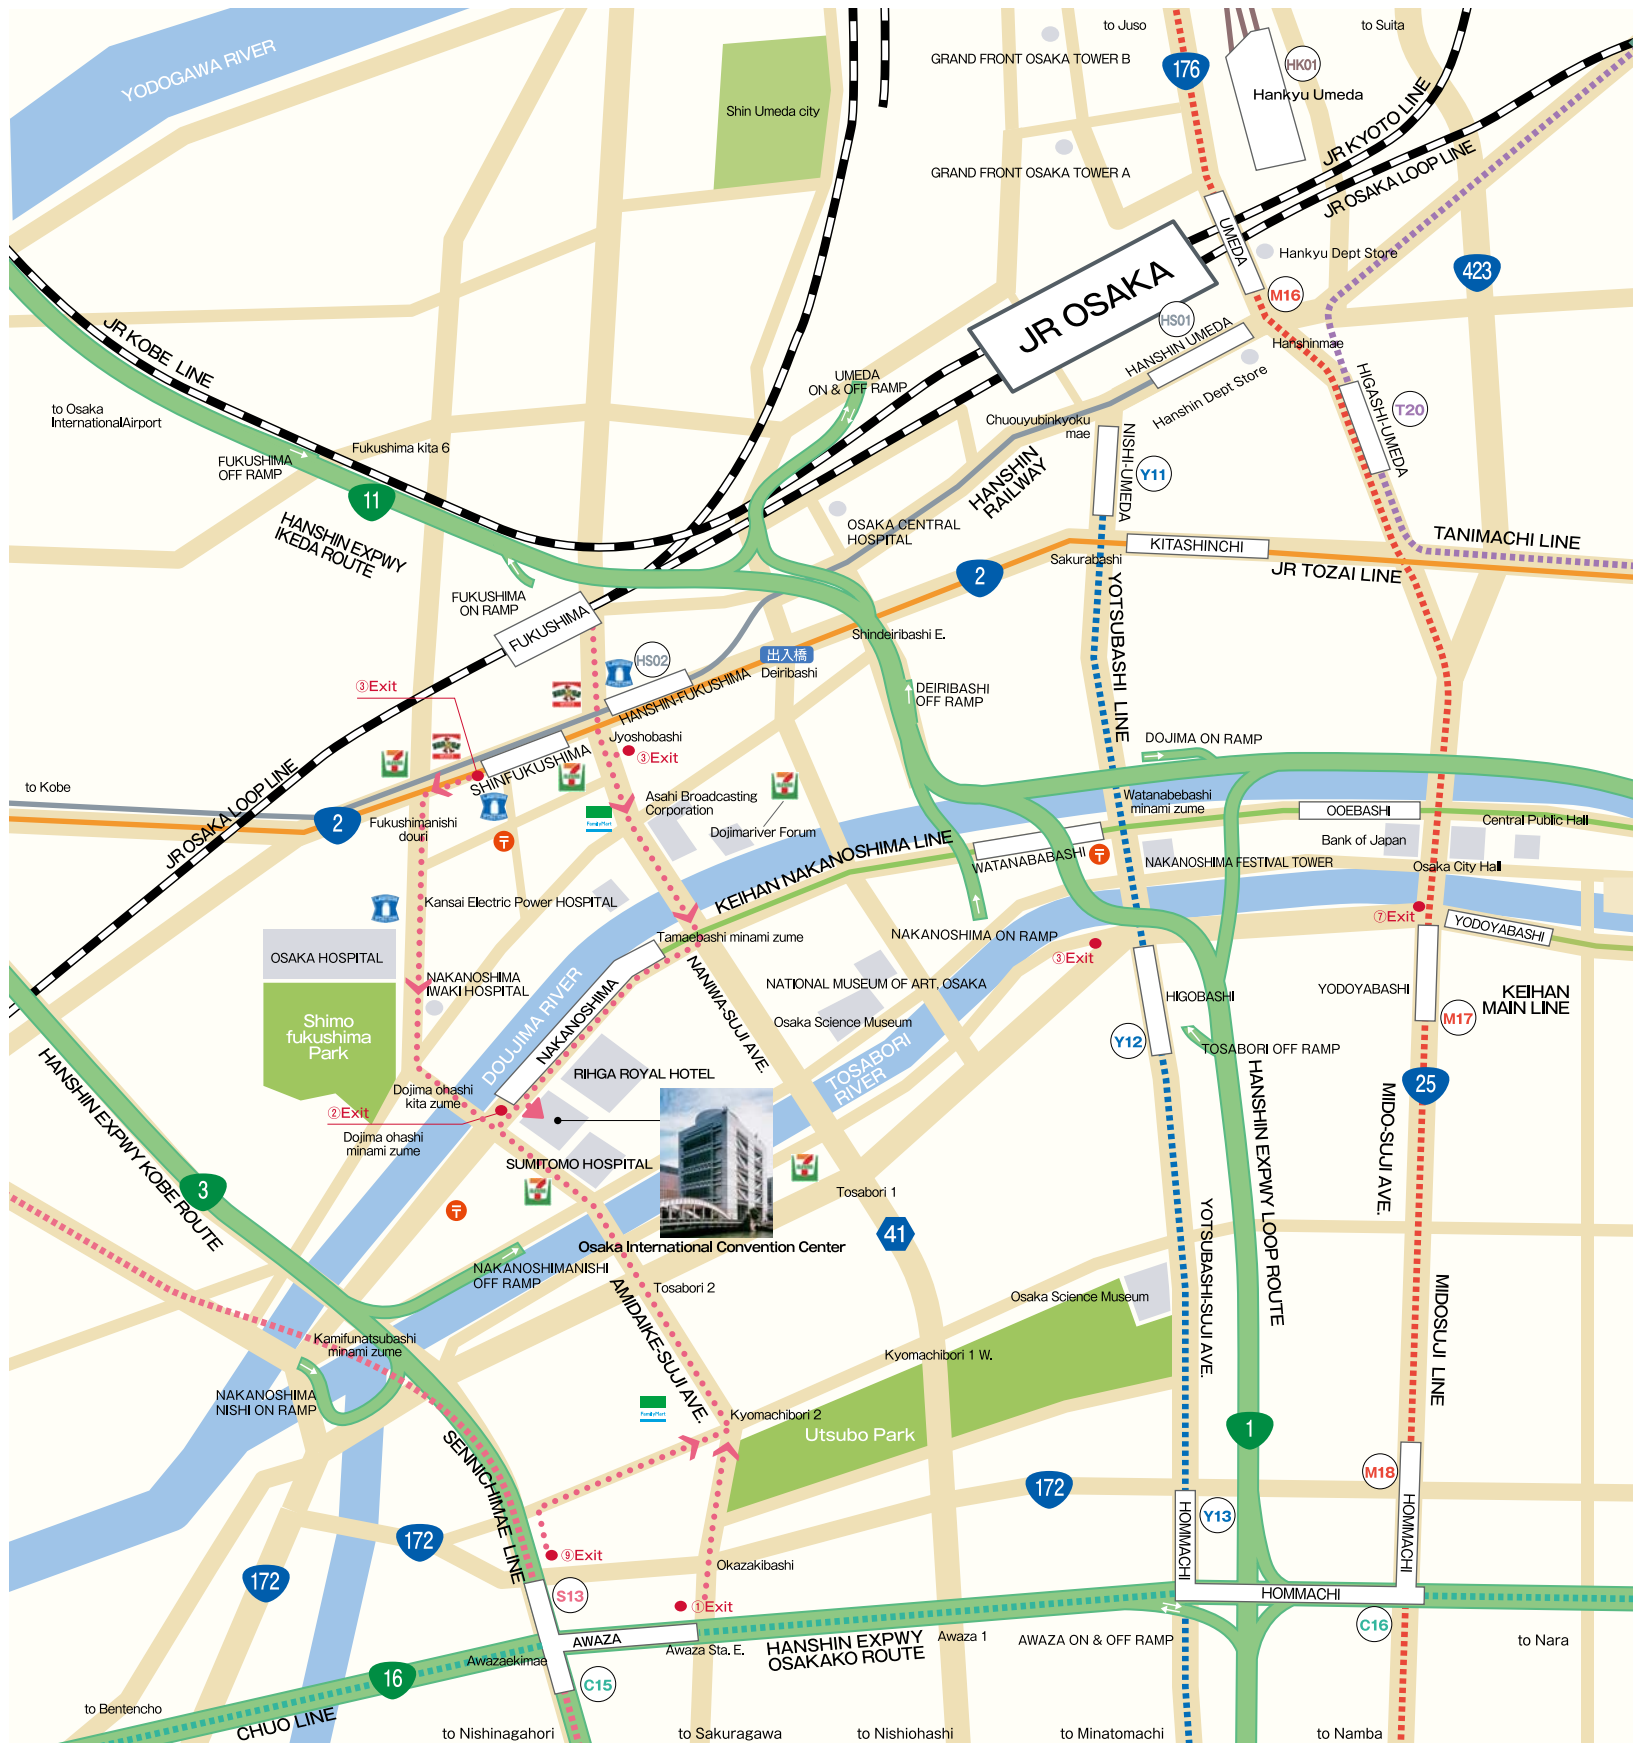 YODOGAWA RIVER
to Juso
to Suita
GRAND FRONT OSAKA TOWER B
176
HK01
Hankyu Umeda
Shin Umeda city
JR KYOTO LINE
JR OSAKA LOOP LINE
GRAND FRONT OSAKA TOWER A
UMEDA
Hankyu Dept Store
423
JR OSAKA
M16
HS01
HANSHIN UMEDA
Hanshinmae
JR KOBE LINE
UMEDA
ON & OFF RAMP
Hanshin Dept Store
HIGASHI-UMEDA
T20
to Osaka
InternationalAirport
Chuouyubinkyoku
mae
NISHI-UMEDA
Y11
Fukushima kita 6
FUKUSHIMA
OFF RAMP
11
HANSHIN
RAILWAY
HANSHIN EXPWY
IKEDA ROUTE
OSAKA CENTRAL
HOSPITAL
KITASHINCHI
TANIMACHI LINE
Sakurabashi
JR TOZAI LINE
2
FUKUSHIMA
ON RAMP
FUKUSHIMA
Shindeiribashi E.
YOTSUBASHI LINE
出入橋
Deiribashi
HS02
③Exit
HANSHIN-FUKUSHIMA
DEIRIBASHI
OFF RAMP
Jyoshobashi
③Exit
SHINFUKUSHIMA
DOJIMA ON RAMP
to Kobe
JR OSAKA LOOP LINE
2
Fukushimanishi
douri
Asahi Broadcasting
Corporation
FamilyMart
Dojimariver Forum
Watanabebashi
minami zume
OOEBASHI
Central Public Hall
Bank of Japan
KEIHAN NAKANOSHIMA LINE
WATANABABASHI
NAKANOSHIMA FESTIVAL TOWER
Osaka City Hall
Kansai Electric Power HOSPITAL
⑦Exit
YODOYABASHI
Tamaebashi minami zume
NAKANOSHIMA ON RAMP
③Exit
OSAKA HOSPITAL
NAKANOSHIMA
IWAKI HOSPITAL
NATIONAL MUSEUM OF ART, OSAKA
HIGOBASHI
YODOYABASHI
KEIHAN
MAIN LINE
Shimo
fukushima
Park
DOUJIMA RIVER
NAKANOSHIMA
NANIWA-SUJI AVE.
Osaka Science Museum
M17
Y12
TOSABORI OFF RAMP
TOSABORI
RIVER
RIHGA ROYAL HOTEL
HANSHIN EXPWY KOBE ROUTE
Dojima ohashi
kita zume
25
②Exit
Dojima ohashi
minami zume
HANSHIN EXPWY LOOP ROUTE
MIDO-SUJI AVE.
SUMITOMO HOSPITAL
3
Tosabori 1
41
Osaka International Convention Center
NAKANOSHIMANISHI
OFF RAMP
Tosabori 2
AMIDAIKE-SUJI AVE.
YOTSUBASHI-SUJI AVE.
Osaka Science Museum
MIDOSUJI LINE
Kamifunatsubashi
minami zume
Kyomachibori 1 W.
NAKANOSHIMA
NISHI ON RAMP
FamilyMart
Kyomachibori 2
Utsubo Park
1
SENNICHIMAE LINE
M18
172
172
172
HOMMACHI
Y13
HOMMACHI
⑨Exit
Okazakibashi
S13
①Exit
HOMMACHI
C16
AWAZA
Awaza Sta. E.
HANSHIN EXPWY
OSAKAKO ROUTE
Awaza 1
AWAZA ON & OFF RAMP
to Nara
Awazaekimae
16
C15
to Bentencho
CHUO LINE
to Nishinagahori
to Sakuragawa
to Nishiohashi
to Minatomachi
to Namba